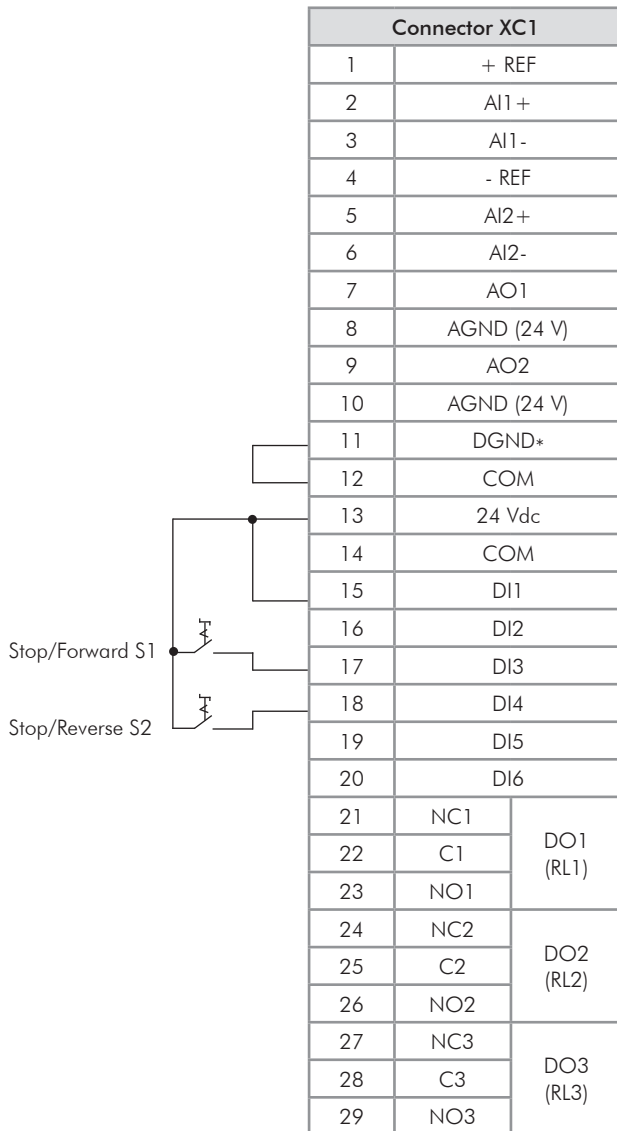 Connector XC1
1 + REF
2 AI1+
3 AI1-
4 - REF
5 AI2+
6 AI2-
7 AO1
8 AGND (24 V)
9 AO2
10 AGND (24 V)
11 DGND*
12 COM
13 24 Vdc
14 COM
15 DI1
16 DI2
Stop/Forward S1
17 DI3
18 DI4
Stop/Reverse S2
19 DI5
20 DI6
21 NC1
22 C1
23 NO1
DO1
(RL1)
24 NC2
25 C2
26 NO2
DO2
(RL2)
27 NC3
28 C3
29 NO3
DO3
(RL3)